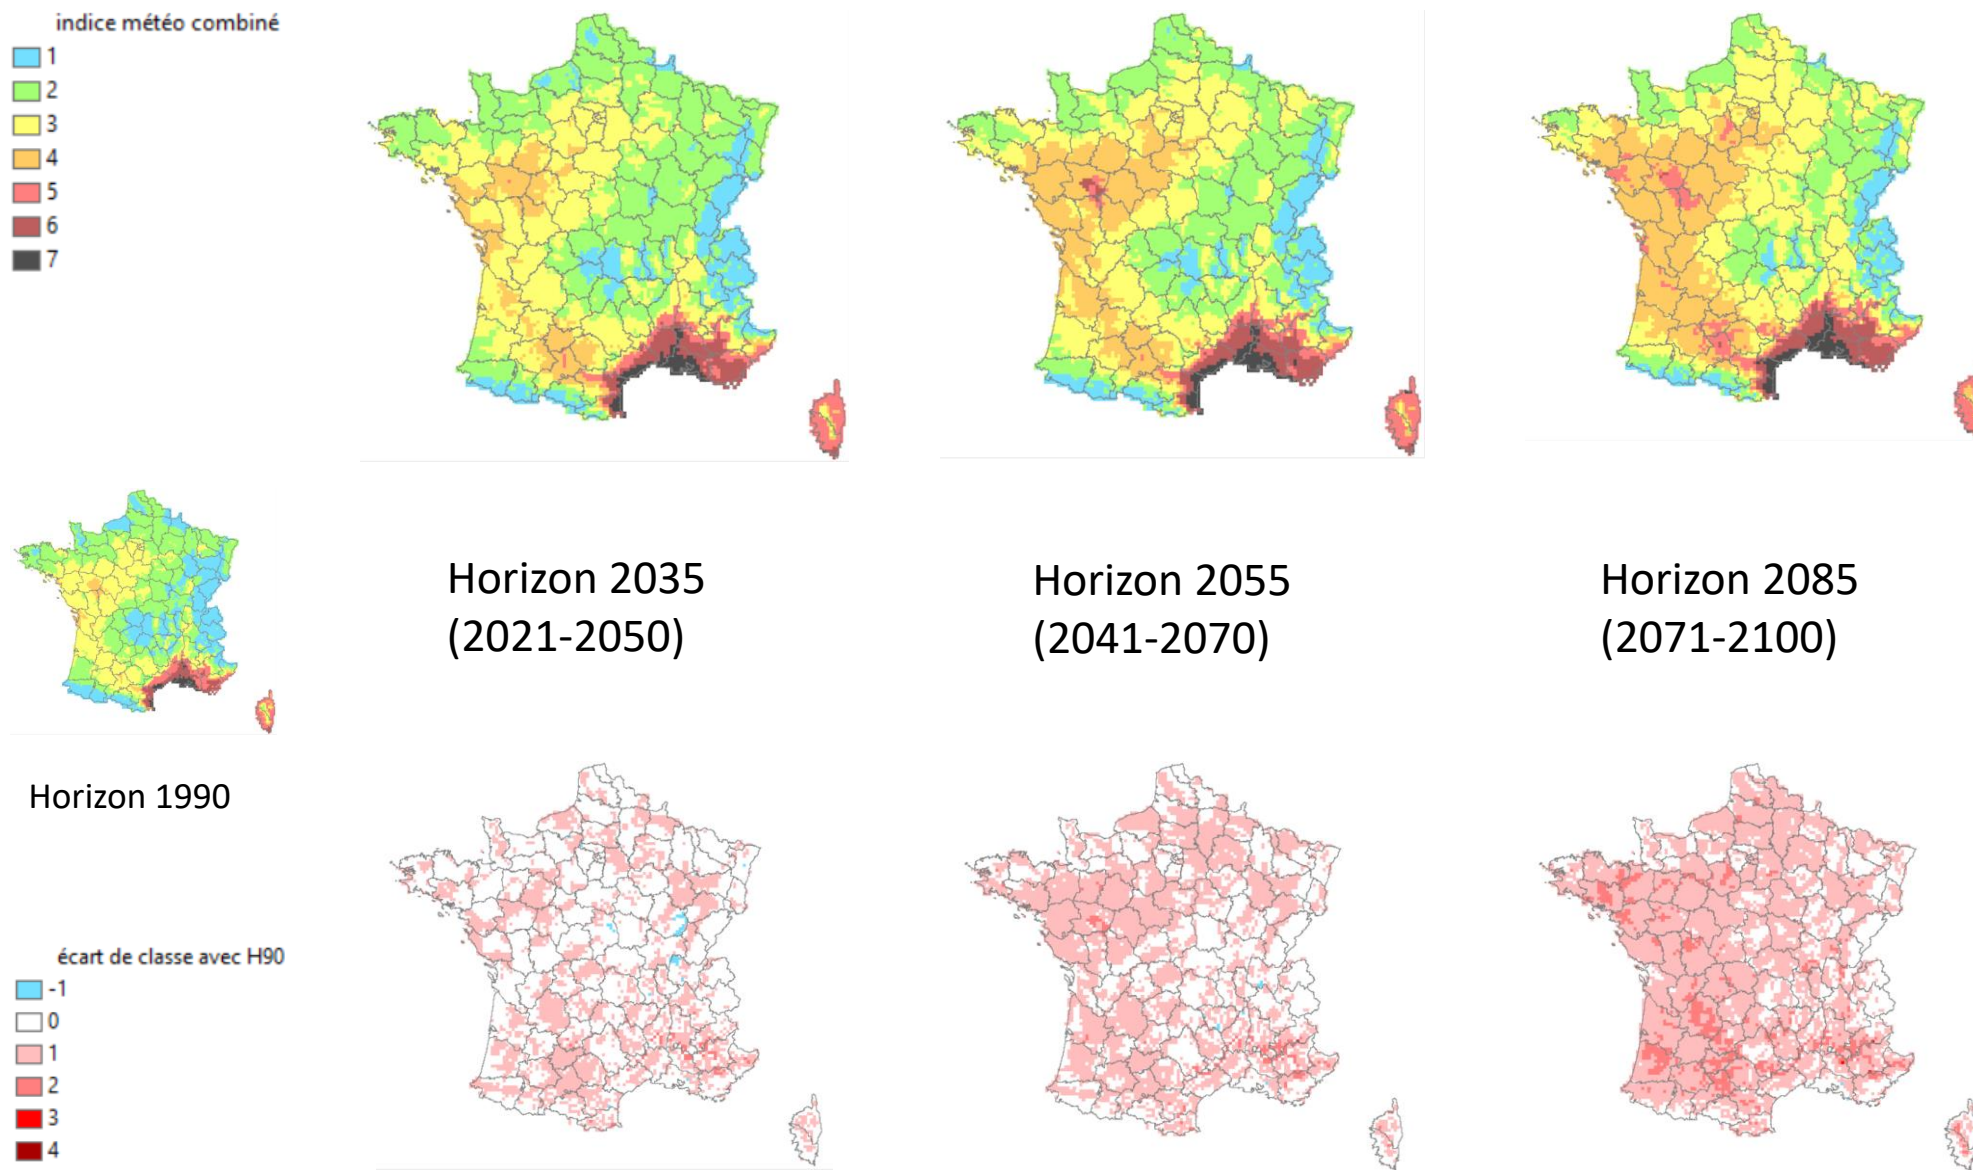 indice météo combiné
1
2
3
4
5
6
7
Horizon 2035
(2021-2050)
Horizon 2055
(2041-2070)
Horizon 2085
(2071-2100)
Horizon 1990
écart de classe avec H90
-1
0
1
2
3
4